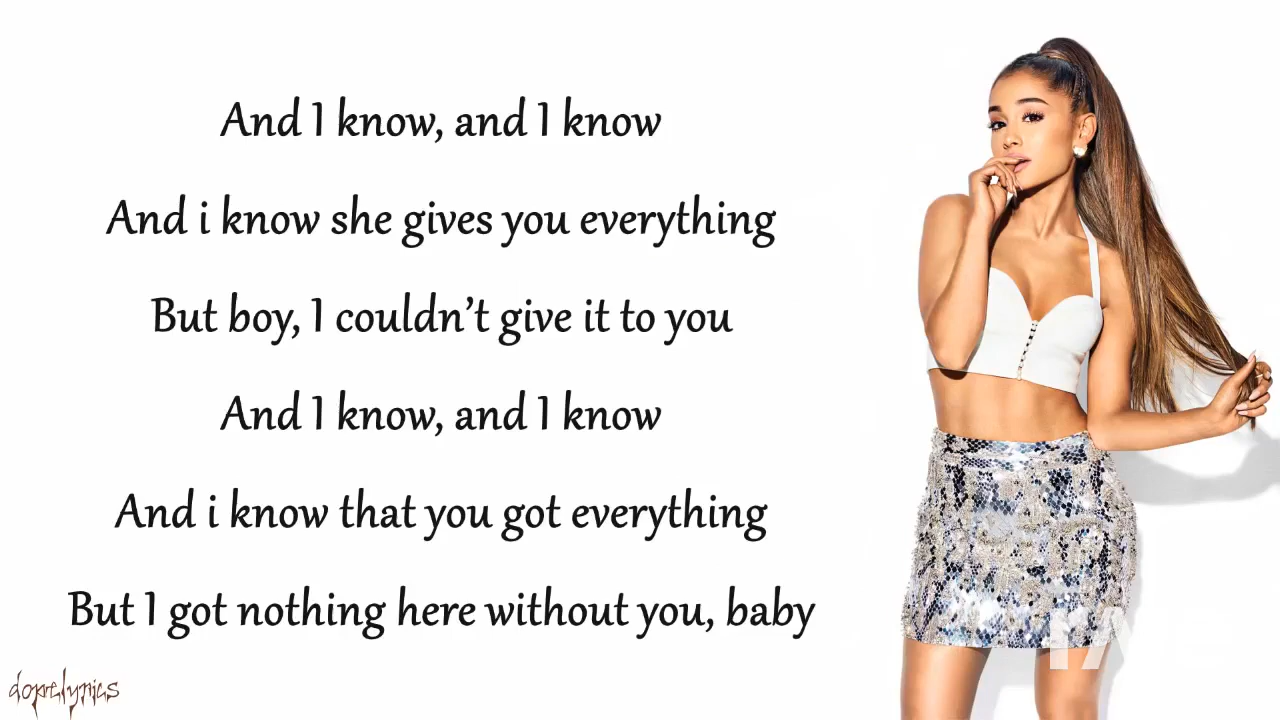 And I know, and I know
And i know she gives you everything
But boy, I couldn't give it to you
And I know, and I know
And i know that you got everything
But I got nothing here without you, baby
dopelyrics